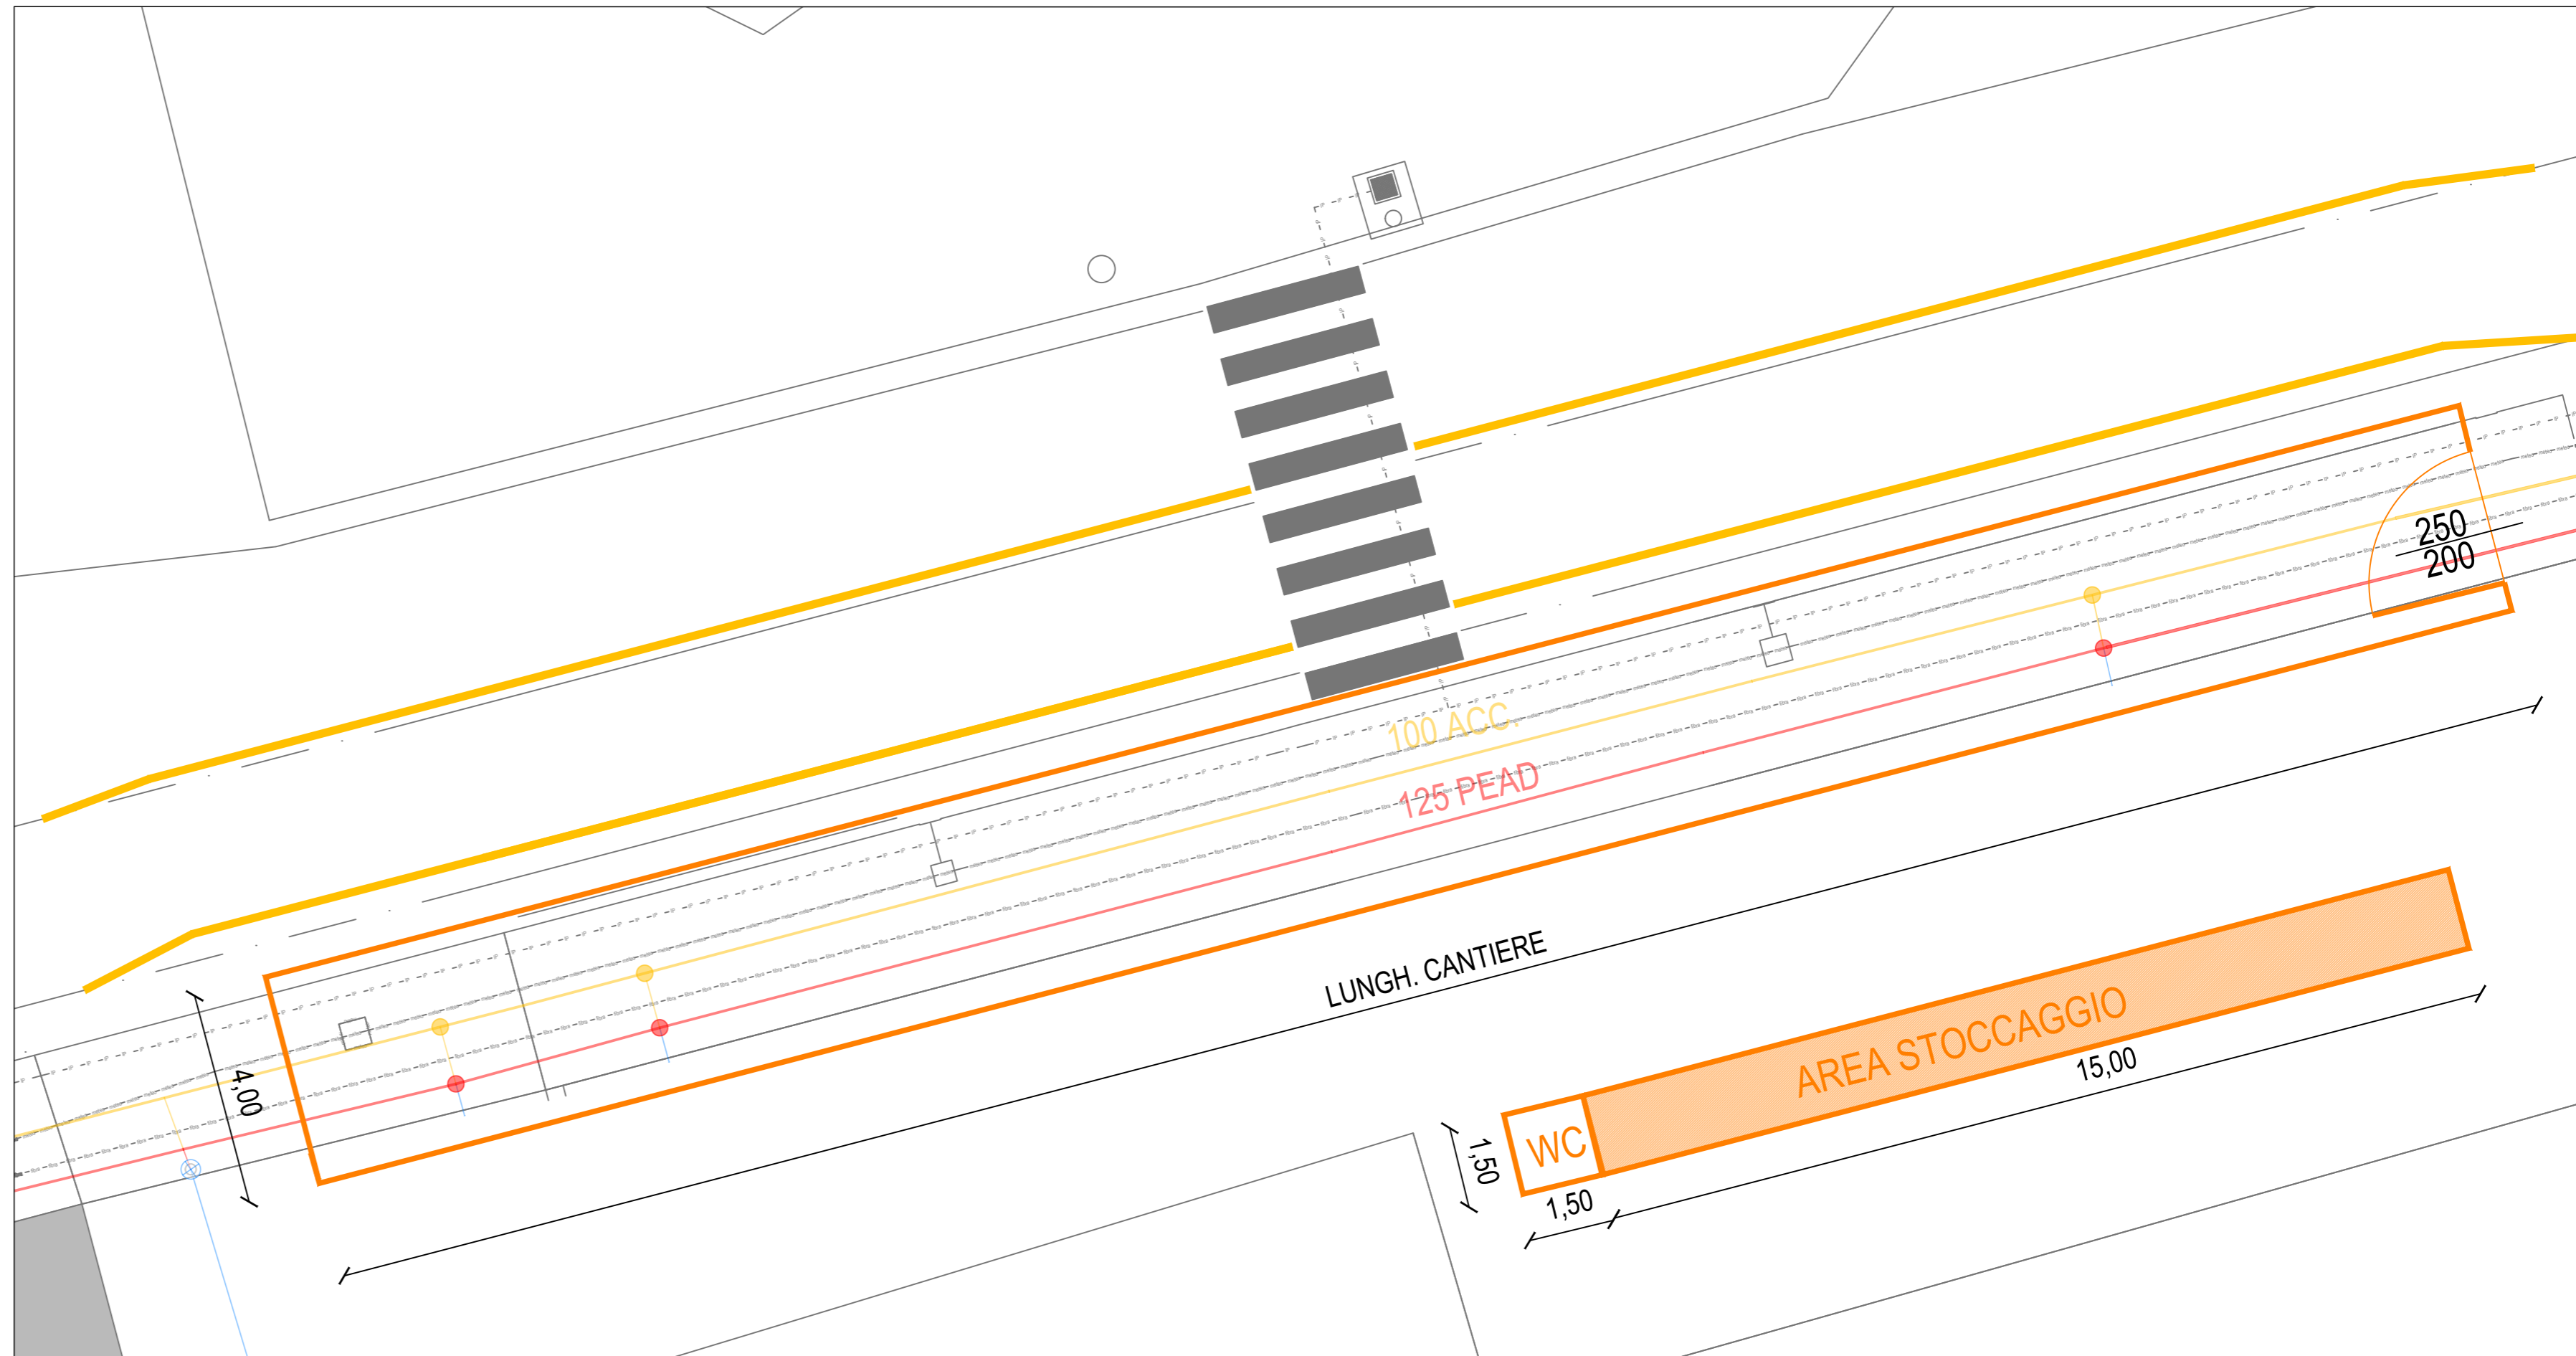 250
200
100 ACC.
125 PEAD
LUNGH. CANTIERE
4,00
AREA STOCCAGGIO
15,00
WC
1,50
1,50